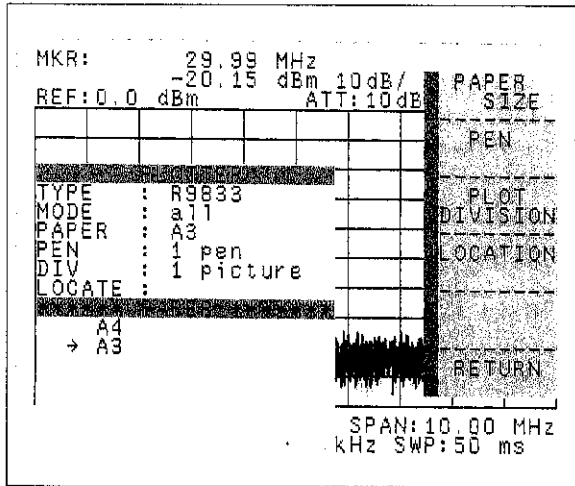 MKR: 29.99 MHz
-20.15 dBm 10dB/
REF:0.0 dBm ATT:10dB
TYPE : R9833
MODE : all
PAPER : A3
PEN : 1 pen
DIV : 1 picture
LOCATE :
A4
→ A3
SPAN:10.00 MHz
kHz SWP:50 ms
PAPER
SIZE
PEN
PLOT
DIVISION
LOCATION
RETURN